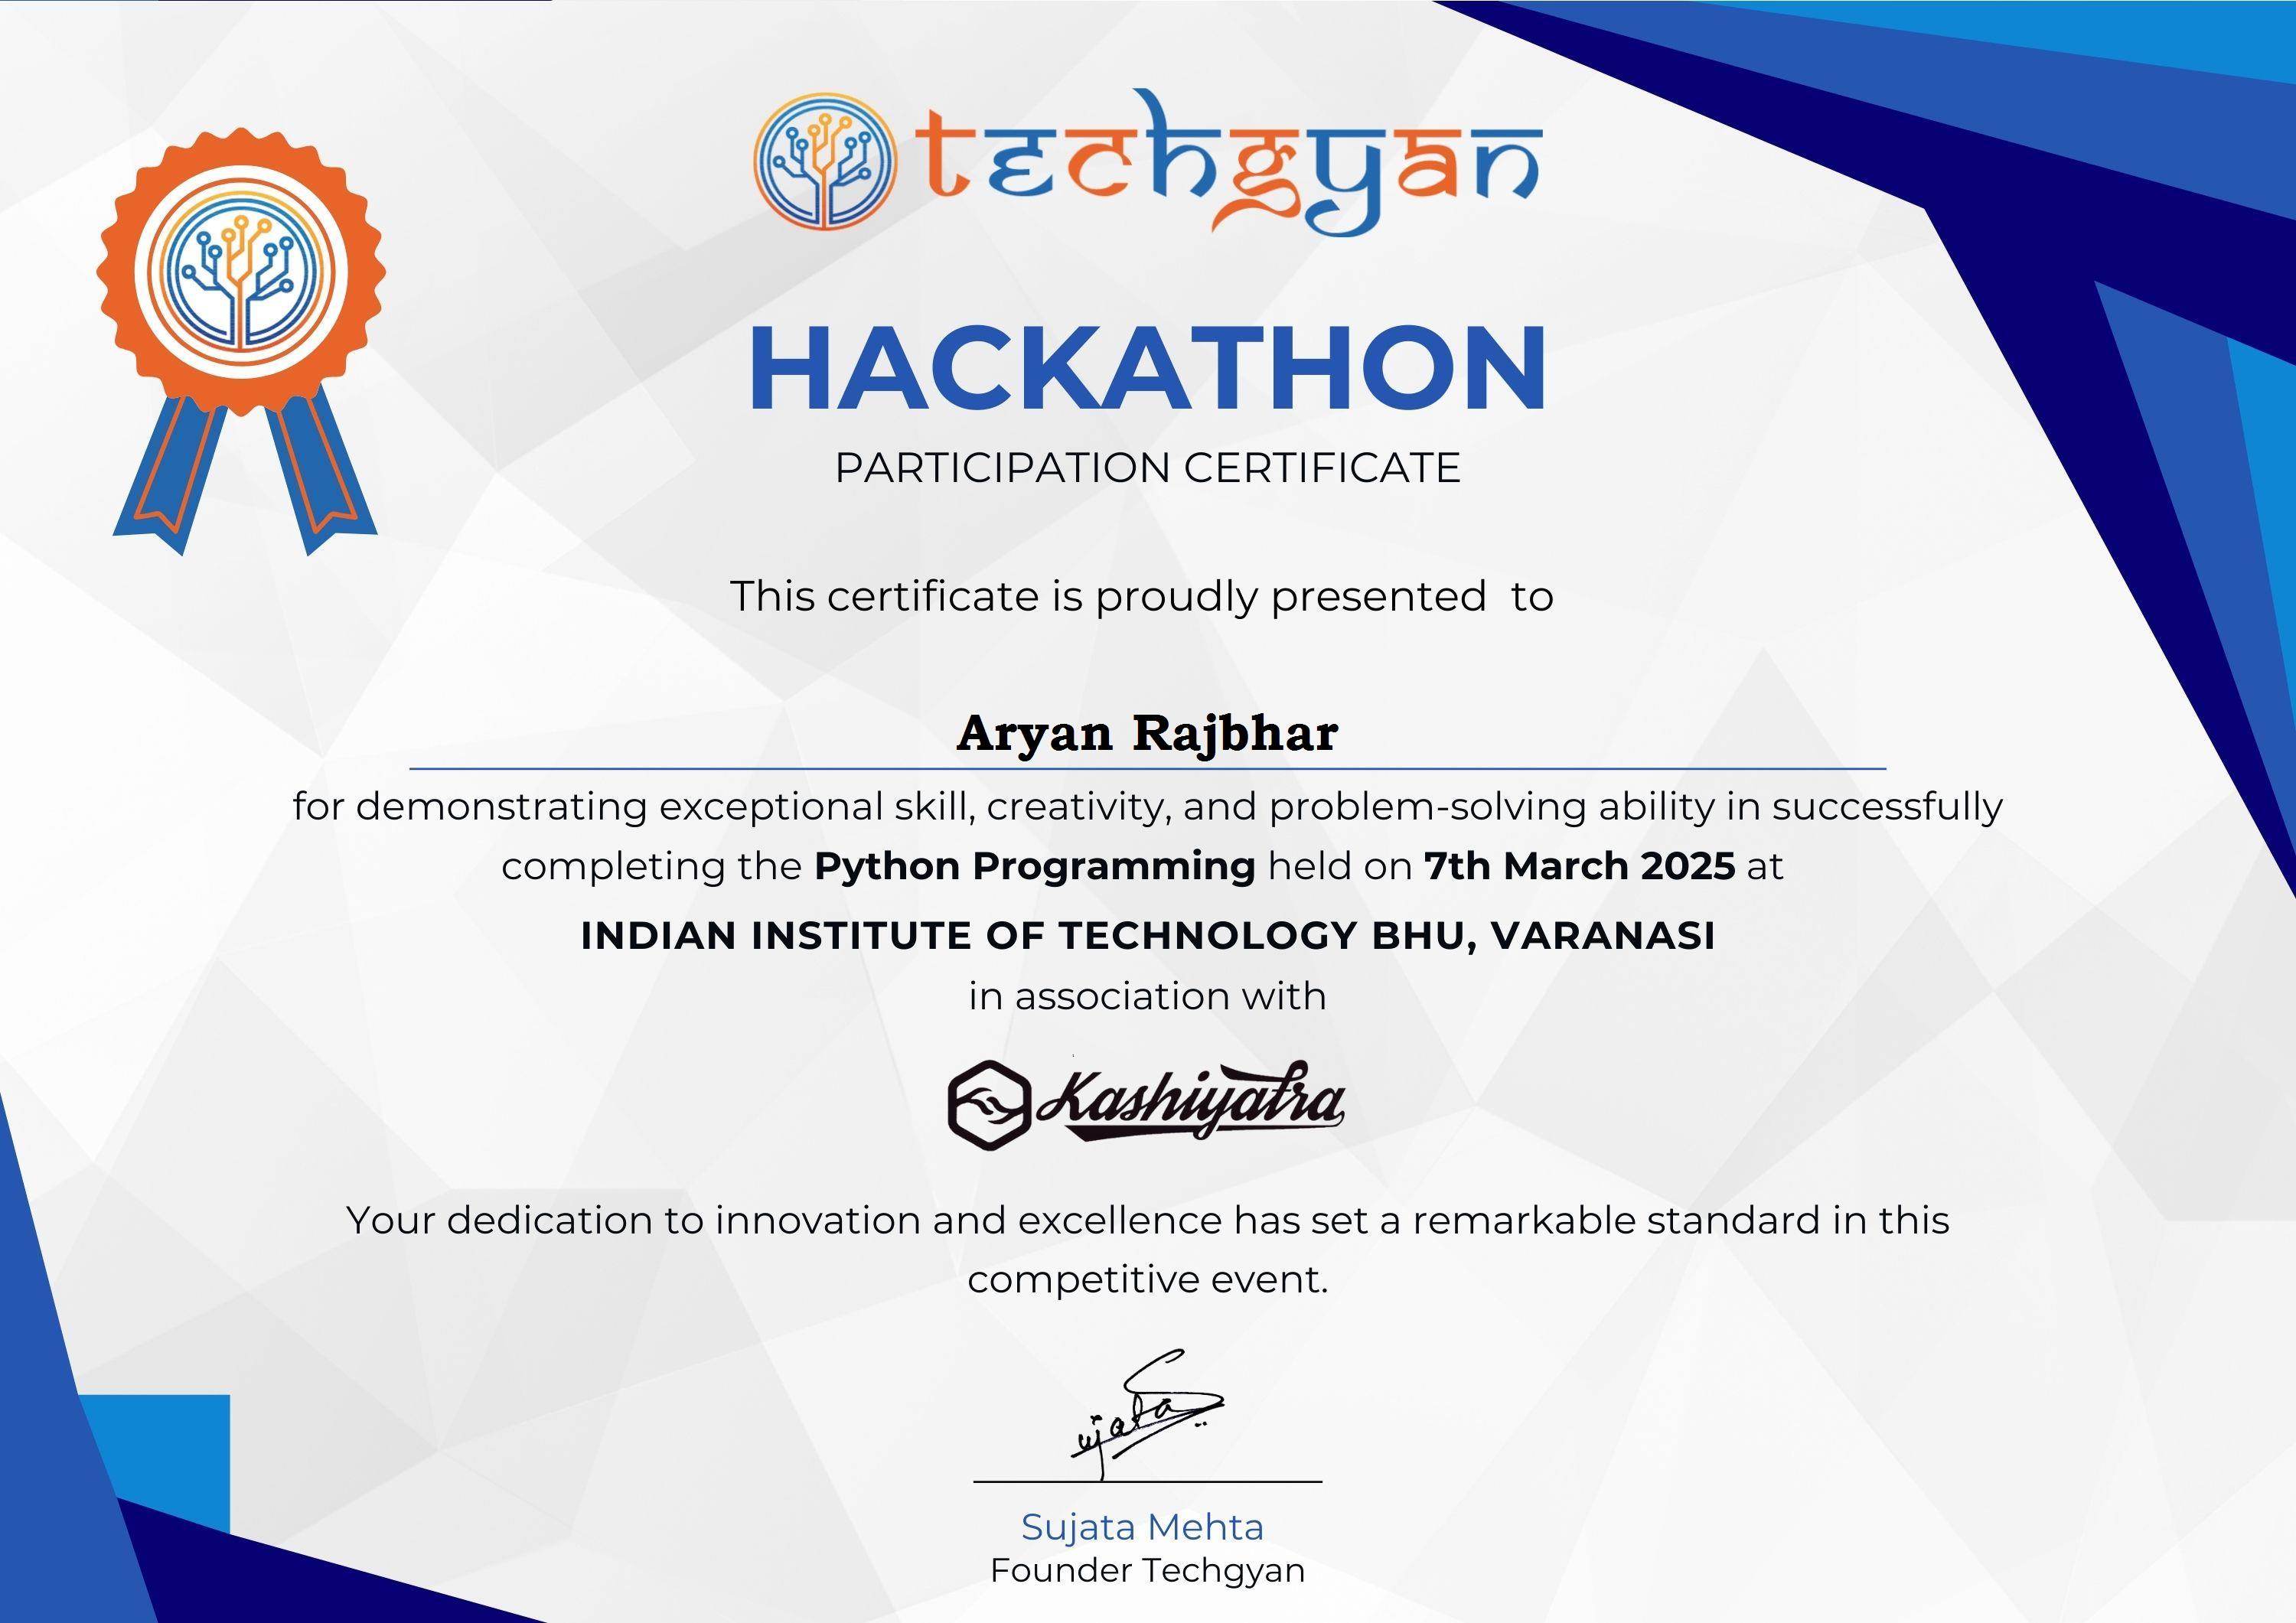 techgyan
HACKATHON
PARTICIPATION CERTIFICATE
This certificate is proudly presented to
Aryan Rajbhar
for demonstrating exceptional skill, creativity, and problem-solving ability in successfully
completing the Python Programming held on 7th March 2025 at
INDIAN INSTITUTE OF TECHNOLOGY BHU, VARANASI
in association with
Kashiyatra
Your dedication to innovation and excellence has set a remarkable standard in this
competitive event.
Sujata
Sujata Mehta
Founder Techgyan